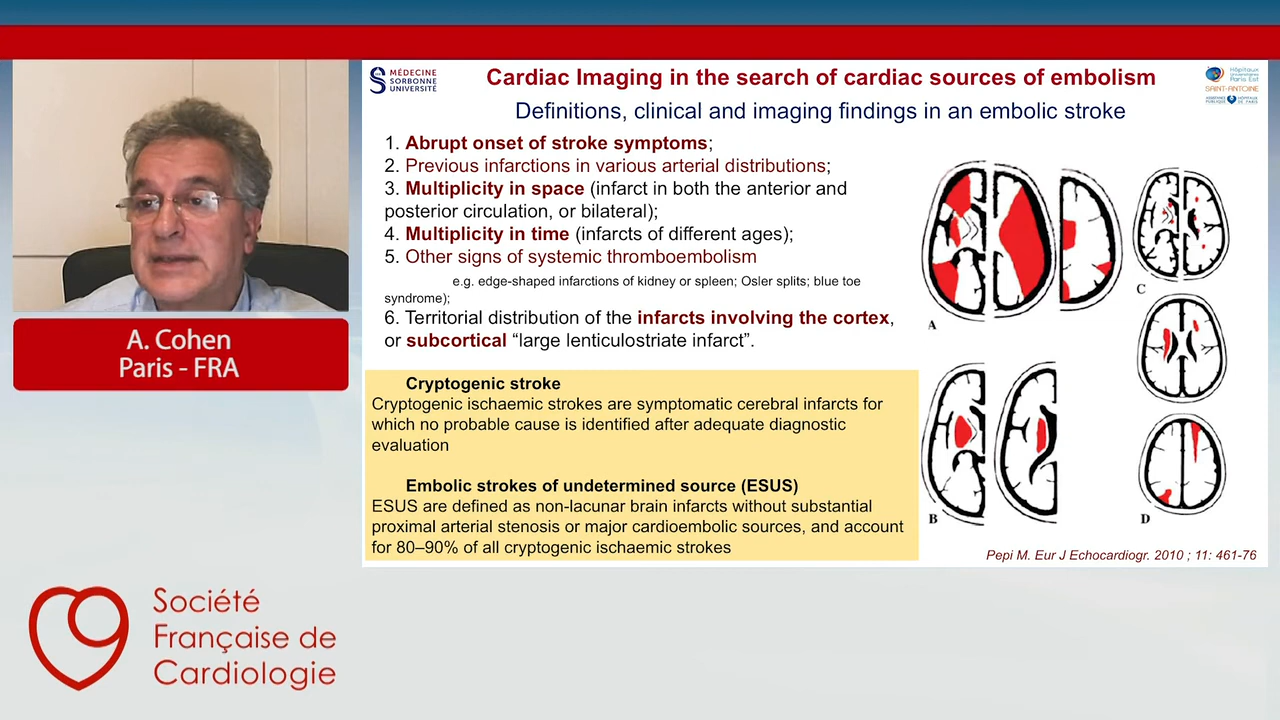 MÉDECINE
SORBONNE
UNIVERSITÉ
Cardiac Imaging in the search of cardiac sources of embolism
Definitions, clinical and imaging findings in an embolic stroke
Hôpitaux
Universitaires
Paris Est
SAINT-ANTOINE
1. Abrupt onset of stroke symptoms;
2. Previous infarctions in various arterial distributions;
3. Multiplicity in space (infarct in both the anterior and
posterior circulation, or bilateral);
4. Multiplicity in time (infarcts of different ages);
5. Other signs of systemic thromboembolism
e.g. edge-shaped infarctions of kidney or spleen; Osler splits; blue toe
syndrome);
6. Territorial distribution of the infarcts involving the cortex,
or subcortical “large lenticulostriate infarct”.
Cryptogenic stroke
Cryptogenic ischaemic strokes are symptomatic cerebral infarcts for
which no probable cause is identified after adequate diagnostic
evaluation
Embolic strokes of undetermined source (ESUS)
ESUS are defined as non-lacunar brain infarcts without substantial
proximal arterial stenosis or major cardioembolic sources, and account
for 80–90% of all cryptogenic ischaemic strokes
A
C
B
D
Pepi M. Eur J Echocardiogr. 2010 ; 11: 461-76
A. Cohen
Paris - FRA
Société
Française de
Cardiologie